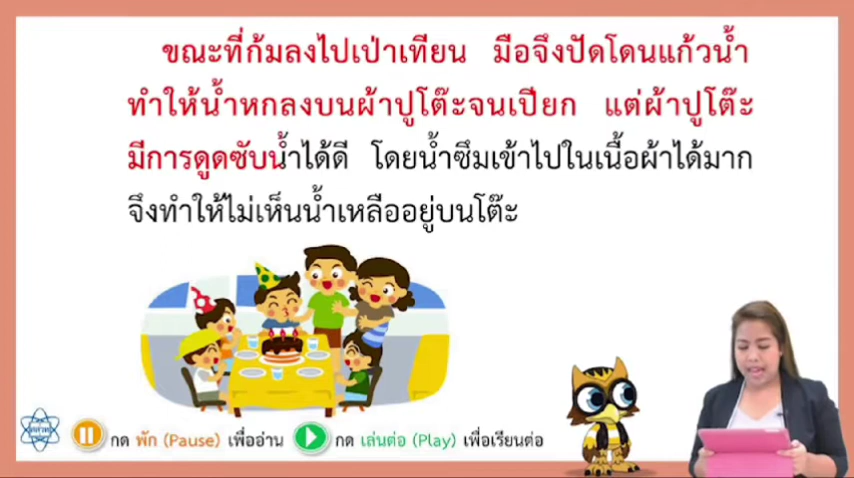 ขณะที่ก้มลงไปเป่าเทียน มือจึงปัดโดนแก้วน้ำ
ทำให้น้ำหกลงบนผ้าปูโต๊ะจนเปียก แต่ผ้าปูโต๊ะ
มีการดูดซับน้ำได้ดี โดยน้ำซึมเข้าไปในเนื้อผ้าได้มาก
จึงทำให้ไม่เห็นน้ำเหลืออยู่บนโต๊ะ
กด พัก (Pause) เพื่ออ่าน กด เล่นต่อ (Play) เพื่อเรียนต่อ